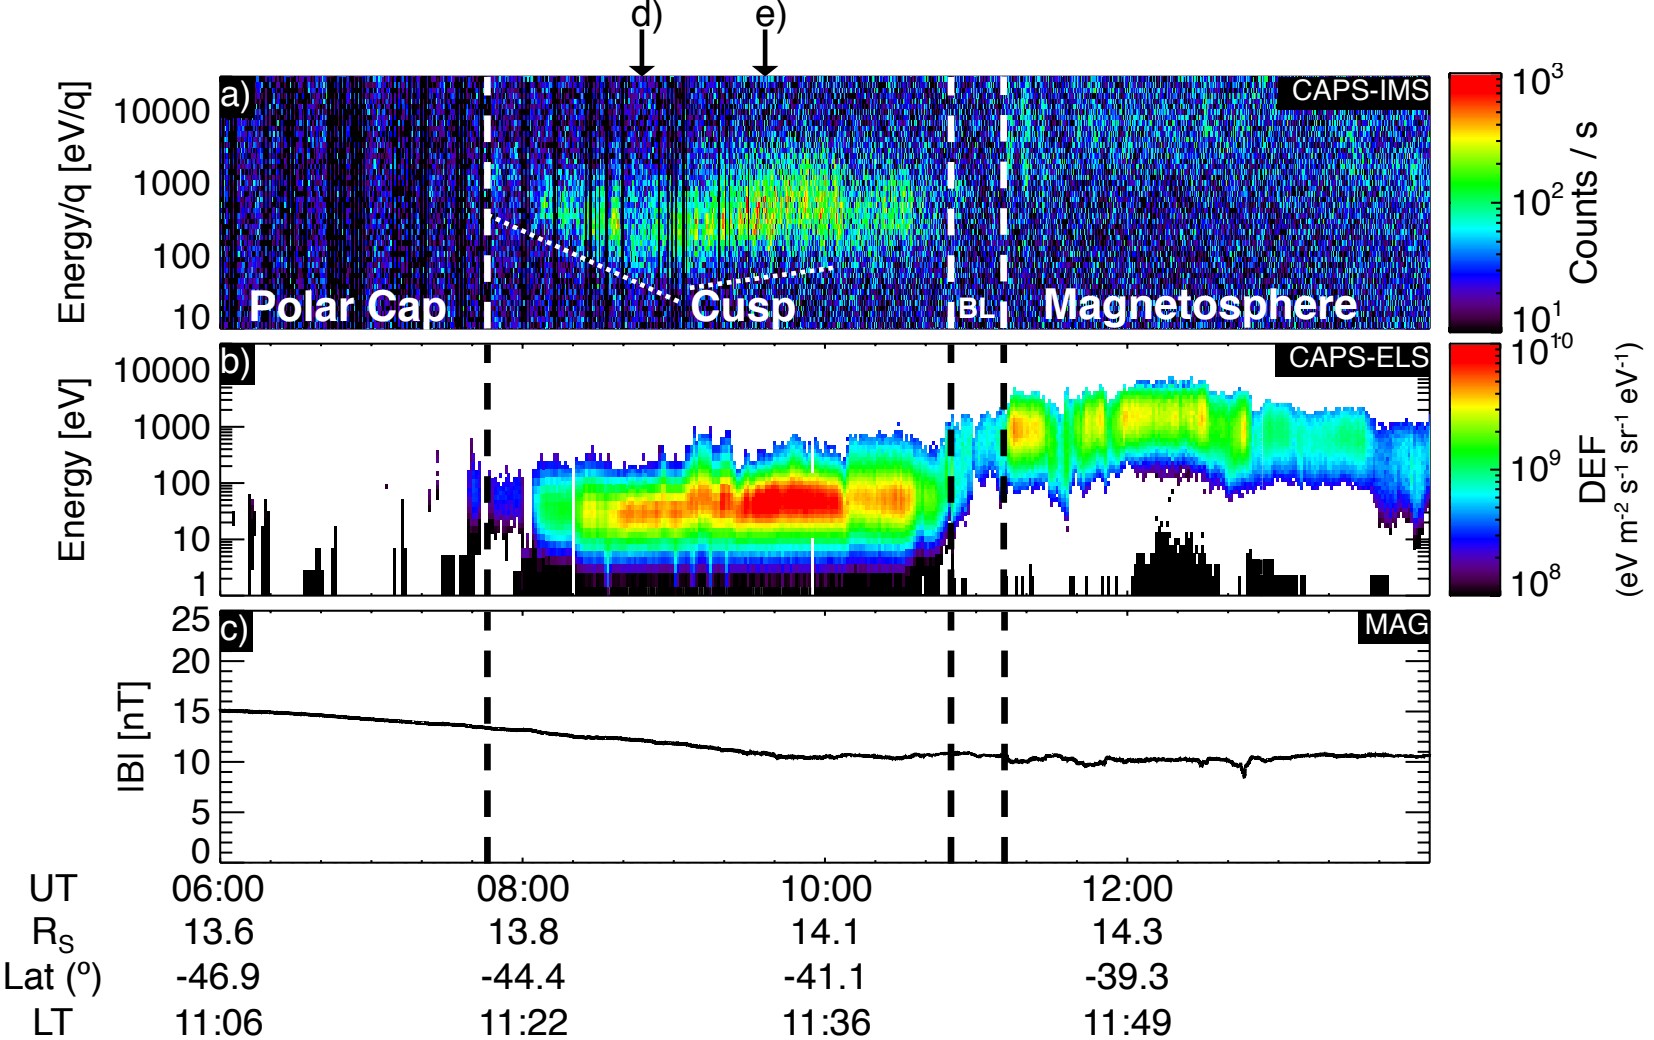 d) e)
a) CAPS-IMS
Energy/q [eV/q]
10000
1000
100
10
Polar Cap Cusp BL Magnetosphere
10³
10²
10¹
Counts / s
b) CAPS-ELS
Energy [eV]
10000
1000
100
10
1
10¹⁰
10⁹
10⁸
DEF
(eV m⁻² s⁻¹ sr⁻¹ eV⁻¹)
c) MAG
|B| [nT]
25
20
15
10
5
0
UT 06:00 08:00 10:00 12:00
R_S 13.6 13.8 14.1 14.3
Lat (º) -46.9 -44.4 -41.1 -39.3
LT 11:06 11:22 11:36 11:49